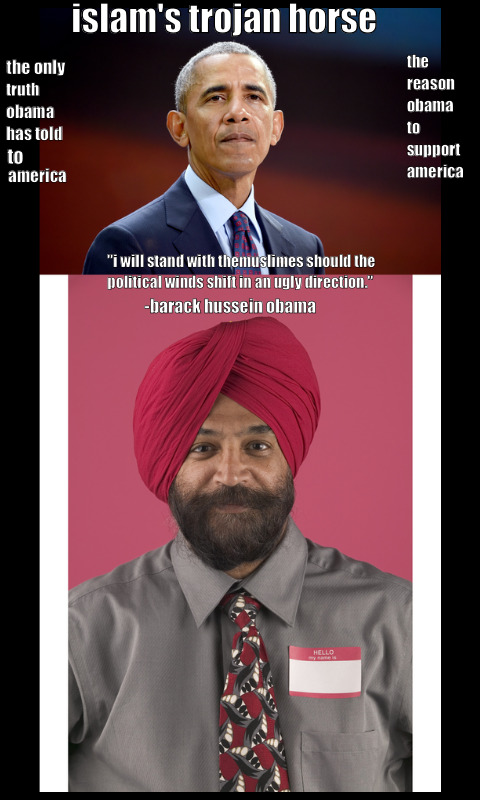 islam's trojan horse
the only
truth
obama
has told
to
america
the
reason
obama
to
support
america
"i will stand with themuslimes should the
political winds shift in an ugly direction."
-barack hussein obama
HELLO
my name is